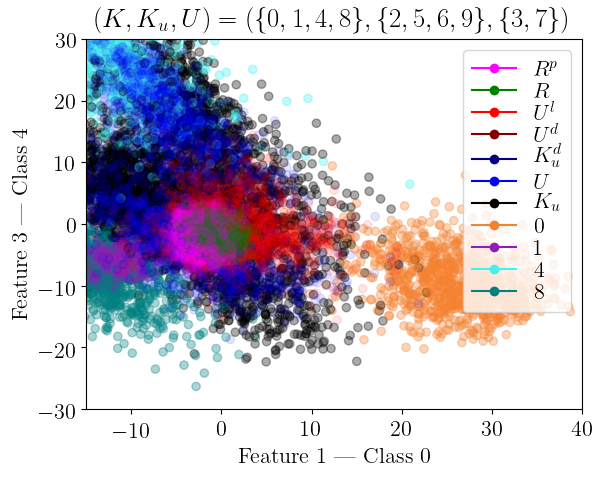 (K, K_u, U) = ({0, 1, 4, 8}, {2, 5, 6, 9}, {3, 7})
30
20
10
0
−10
−20
−30
−10
0
10
20
30
40
Feature 3 — Class 4
Feature 1 — Class 0
R^p
R
U^l
U^d
K_u^d
U
K_u
0
1
4
8